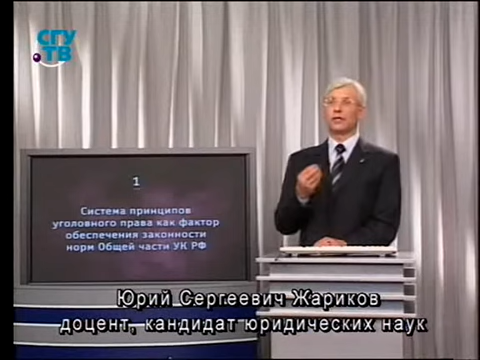 СГУ
ТВ
1
Система принципов
уголовного права как фактор
обеспечения законности
норм Общей части УК РФ
Юрий Сергеевич Жариков
доцент, кандидат юридических наук